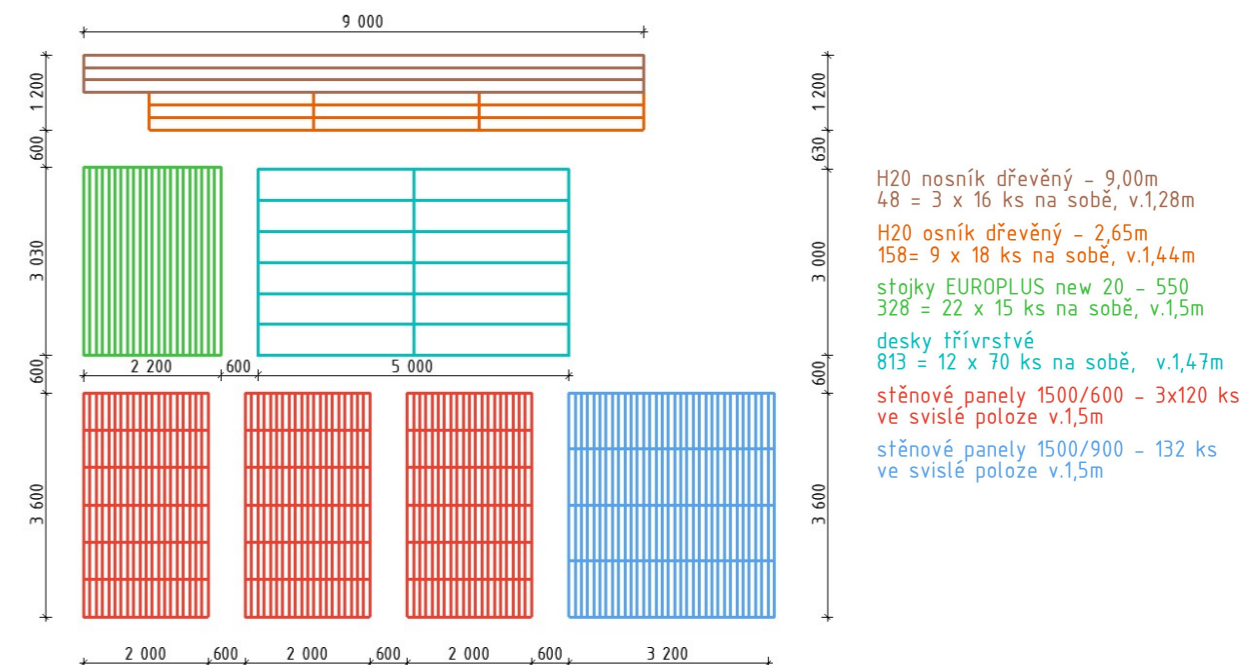 9 000
1 200
1 200
600
630
H20 nosník dřevěný - 9,00m
48 = 3 x 16 ks na sobě, v.1,28m
H20 osník dřevěný - 2,65m
158= 9 x 18 ks na sobě, v.1,44m
3 030
3 000
stojky EUROPLUS new 20 - 550
328 = 22 x 15 ks na sobě, v.1,5m
desky třívrstvé
813 = 12 x 70 ks na sobě, v.1,47m
600
2 200
600
5 000
600
stěnové panely 1500/600 - 3x120 ks
ve svislé poloze v.1,5m
stěnové panely 1500/900 - 132 ks
ve svislé poloze v.1,5m
3 600
3 600
2 000
600
2 000
600
2 000
600
3 200